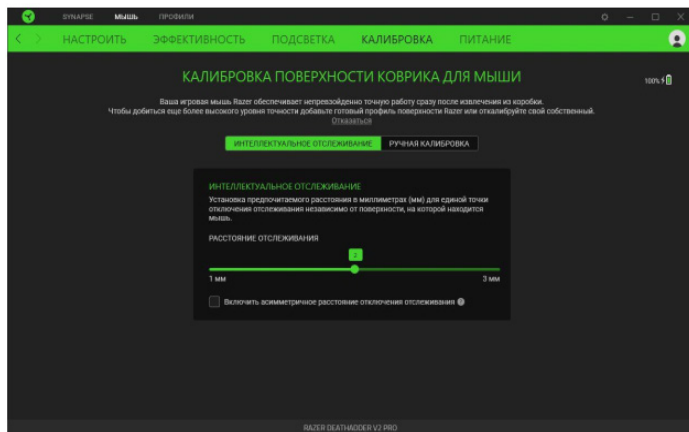 SYNAPSE МЫШЬ ПРОФИЛИ
НАСТРОИТЬ ЭФФЕКТИВНОСТЬ ПОДСВЕТКА КАЛИБРОВКА ПИТАНИЕ
КАЛИБРОВКА ПОВЕРХНОСТИ КОВРИКА ДЛЯ МЫШИ
100%
Ваша игровая мышь Razer обеспечивает непревзойденно точную работу сразу после извлечения из коробки.
Чтобы добиться еще более высокого уровня точности добавьте готовый профиль поверхности Razer или откалибруйте свой собственный.
Отказаться
ИНТЕЛЛЕКТУАЛЬНОЕ ОТСЛЕЖИВАНИЕ РУЧНАЯ КАЛИБРОВКА
ИНТЕЛЛЕКТУАЛЬНОЕ ОТСЛЕЖИВАНИЕ
Установка предпочитаемого расстояния в миллиметрах (мм) для единой точки
отключения отслеживания независимо от поверхности, на которой находится
мышь.
РАССТОЯНИЕ ОТСЛЕЖИВАНИЯ
2
1 мм 3 мм
Включить асимметричное расстояние отключения отслеживания ?
RAZER DEATHADDER V2 PRO